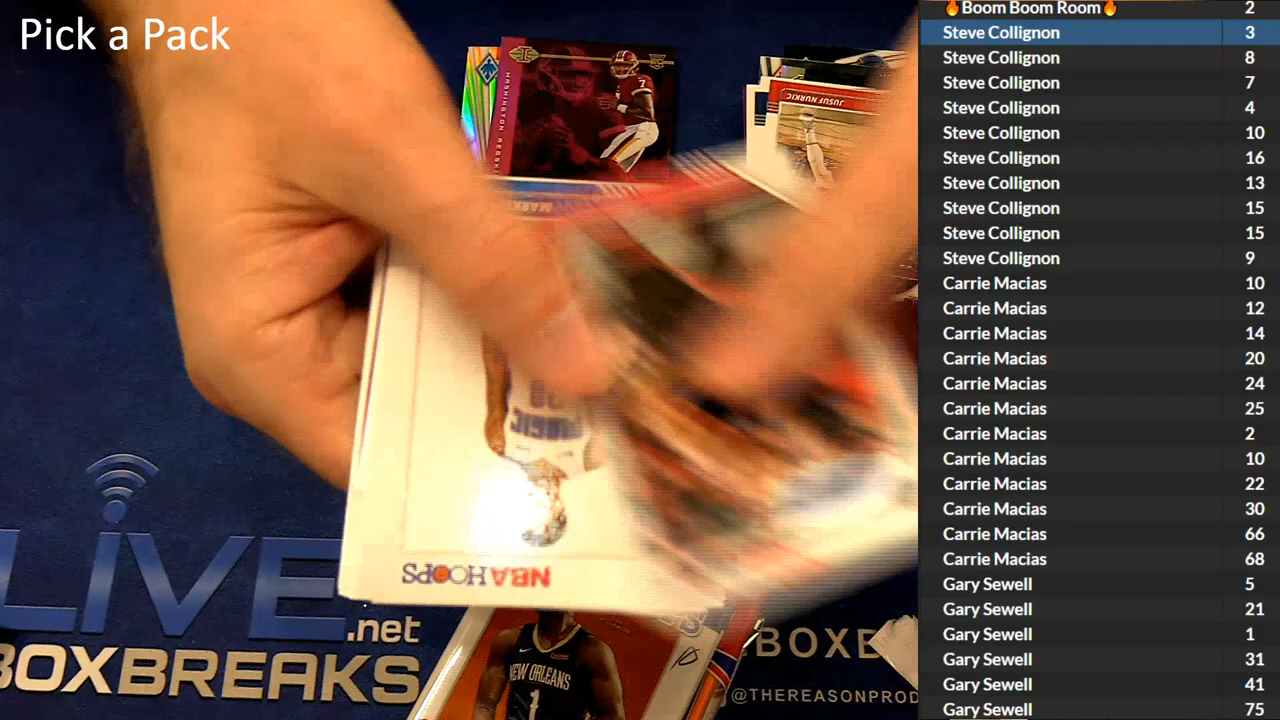 Pick a Pack
🔥Boom Boom Room🔥 2
Steve Collignon 3
Steve Collignon 8
Steve Collignon 7
Steve Collignon 4
Steve Collignon 10
Steve Collignon 16
Steve Collignon 13
Steve Collignon 15
Steve Collignon 15
Steve Collignon 9
Carrie Macias 10
Carrie Macias 12
Carrie Macias 14
Carrie Macias 20
Carrie Macias 24
Carrie Macias 25
Carrie Macias 2
Carrie Macias 10
Carrie Macias 22
Carrie Macias 30
Carrie Macias 66
Carrie Macias 68
Gary Sewell 5
Gary Sewell 21
Gary Sewell 1
Gary Sewell 31
Gary Sewell 41
Gary Sewell 75
7
JUSUF NURKIC
MAGIC
NBA HOOPS
LIVE
.net
BOXBREAKS
NEW ORLEANS
1
BOXB
@THEREASONPROD